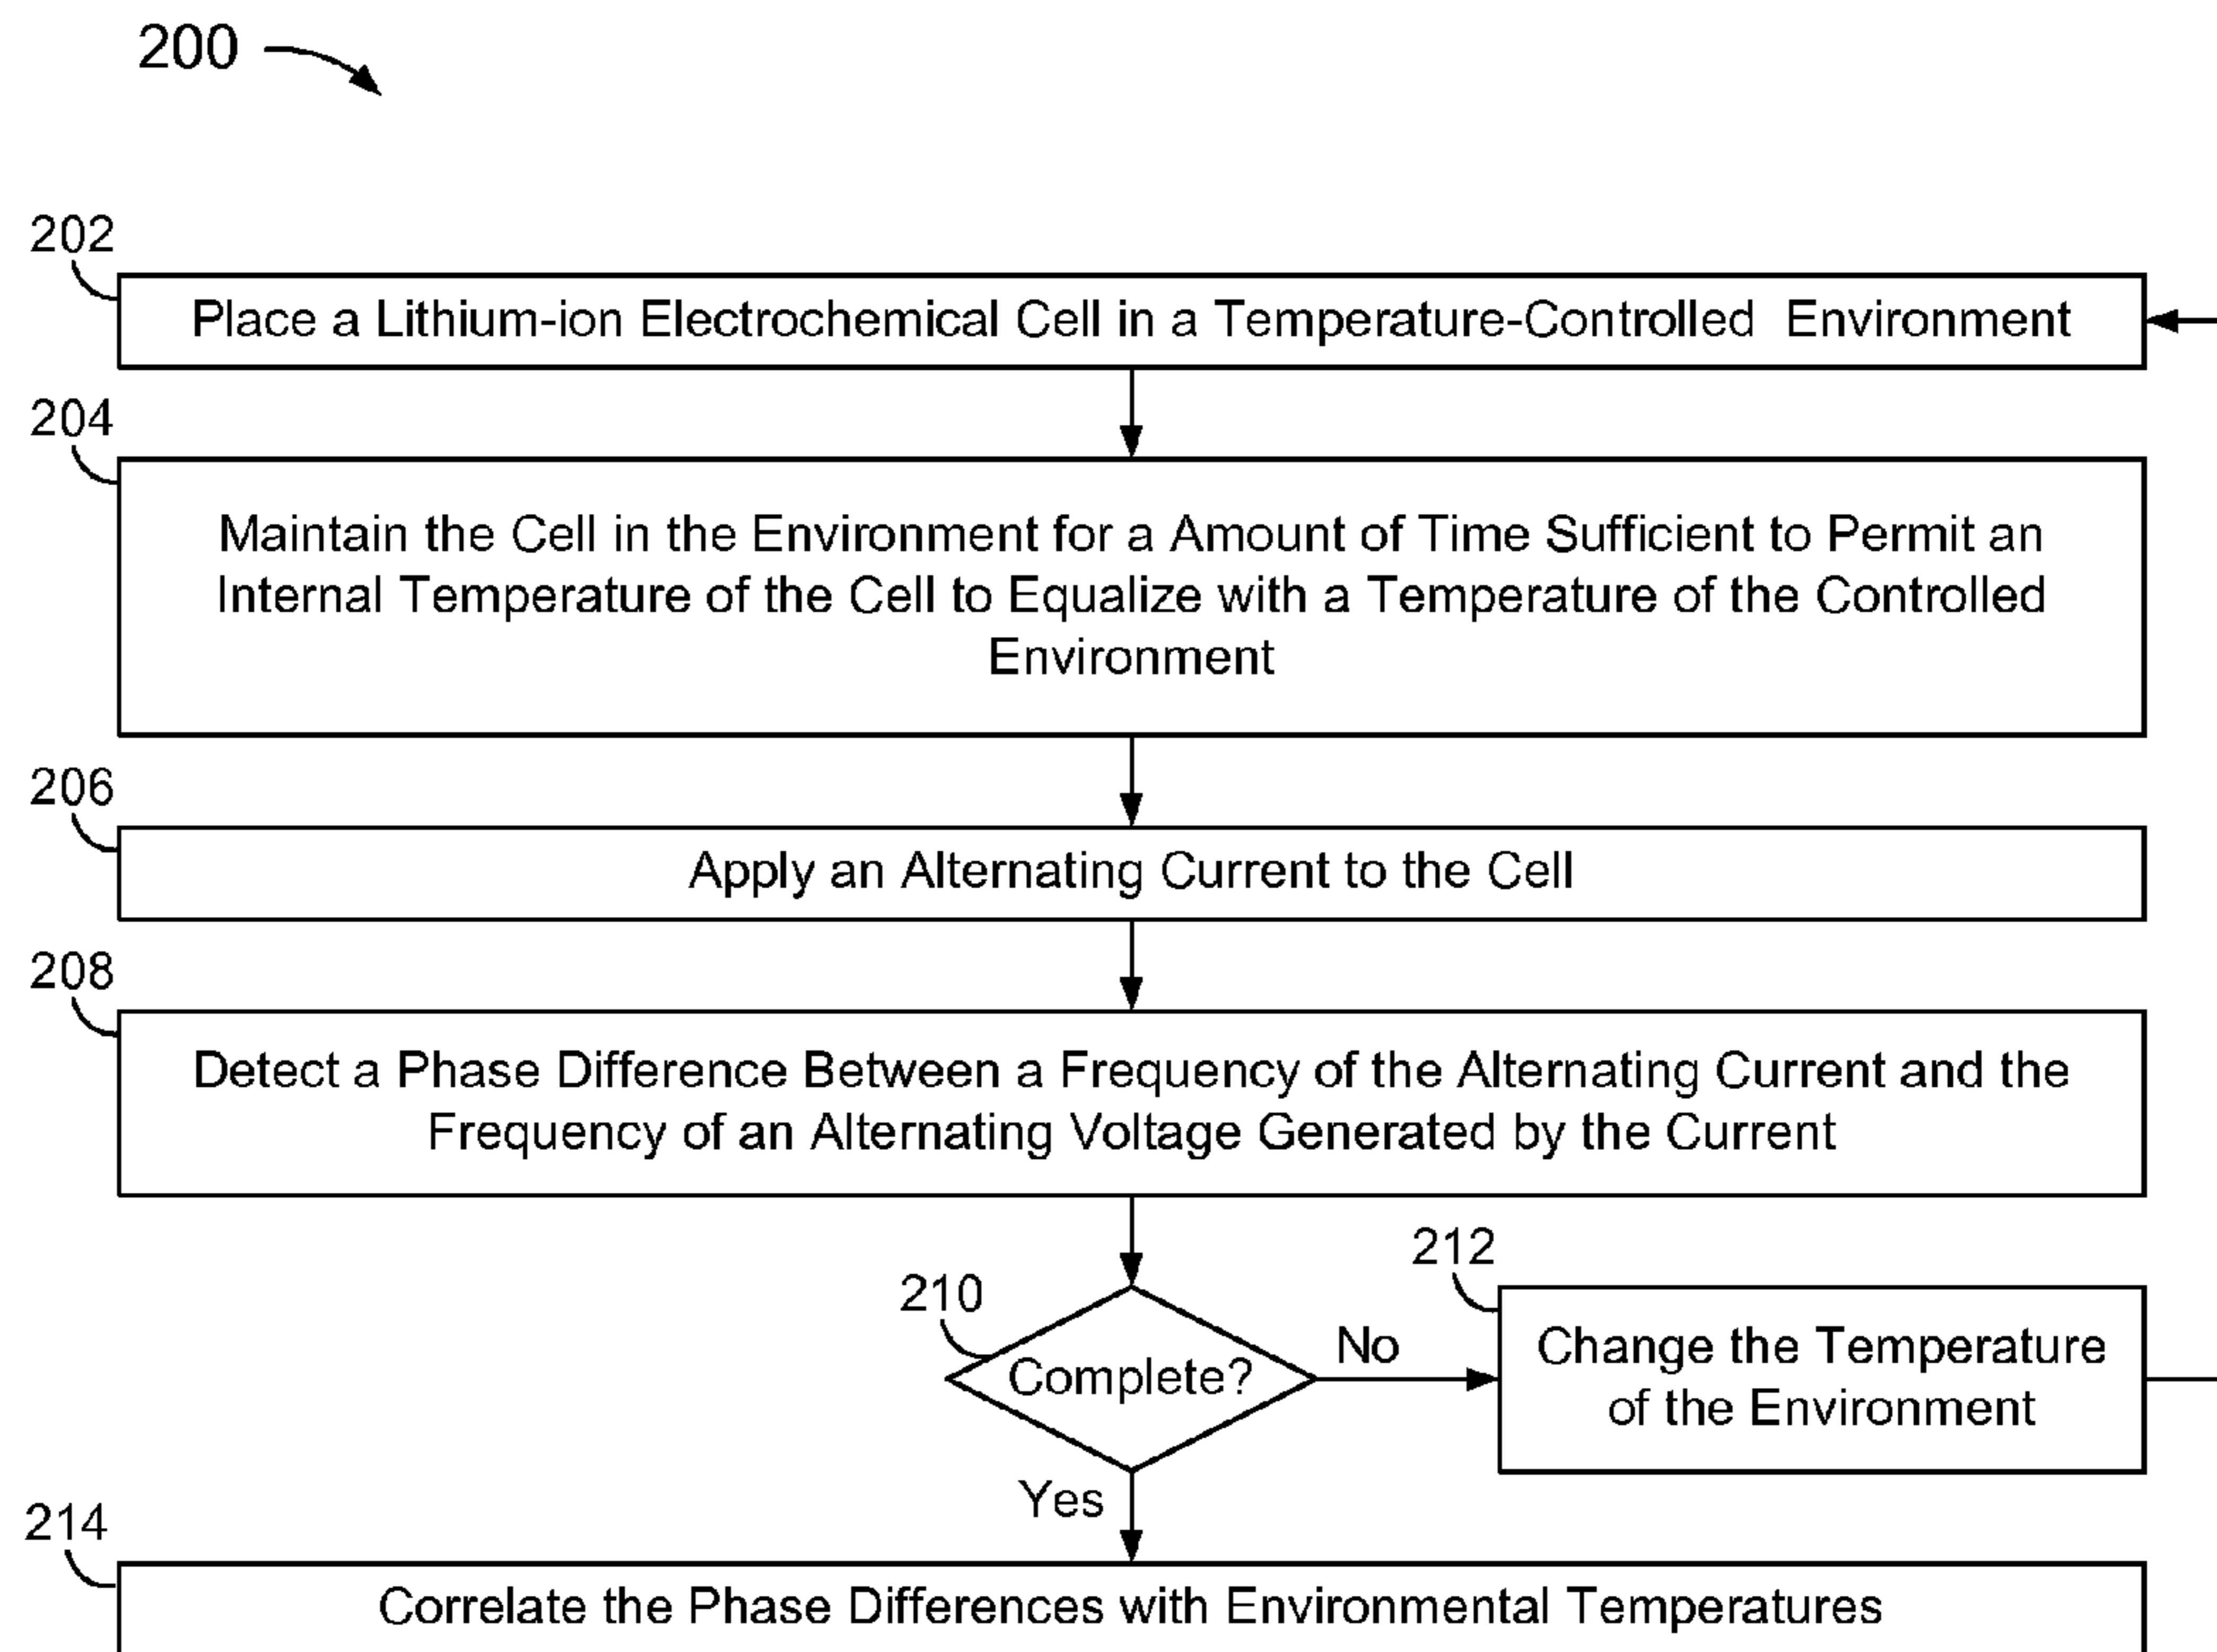 200
202
Place a Lithium-ion Electrochemical Cell in a Temperature-Controlled Environment
204
Maintain the Cell in the Environment for a Amount of Time Sufficient to Permit an
Internal Temperature of the Cell to Equalize with a Temperature of the Controlled
Environment
206
Apply an Alternating Current to the Cell
208
Detect a Phase Difference Between a Frequency of the Alternating Current and the
Frequency of an Alternating Voltage Generated by the Current
210
Complete?
No
212
Change the Temperature
of the Environment
Yes
214
Correlate the Phase Differences with Environmental Temperatures